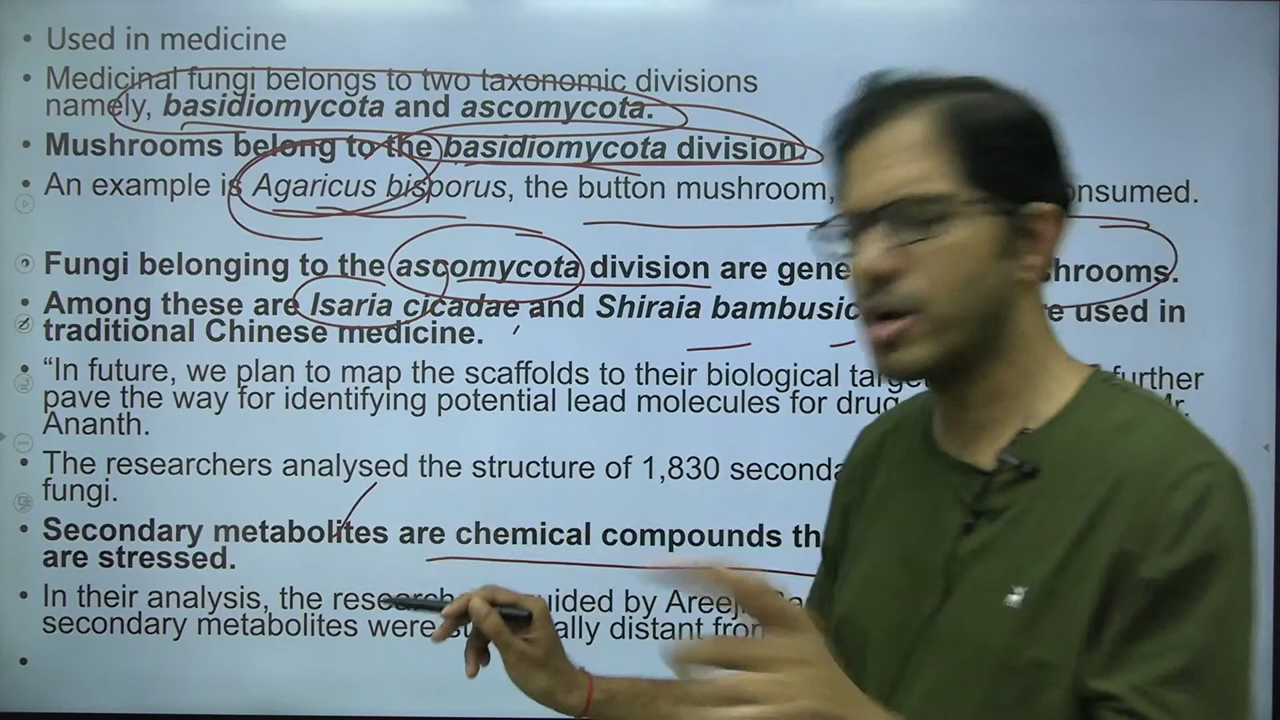 • Used in medicine
• Medicinal fungi belongs to two taxonomic divisions
namely, basidiomycota and ascomycota.
• Mushrooms belong to the basidiomycota division.
• An example is Agaricus bisporus, the button mushroom, onsumed.
Fungi belonging to the ascomycota division are gene shrooms.
• Among these are Isaria cicadae and Shiraia bambusic e used in
traditional Chinese medicine.
• “In future, we plan to map the scaffolds to their biological targe further
pave the way for identifying potential lead molecules for drug Mr.
Ananth.
• The researchers analysed the structure of 1,830 seconda
fungi.
• Secondary metabolites are chemical compounds th
are stressed.
• In their analysis, the research uided by Areej
secondary metabolites were ally distant from
•